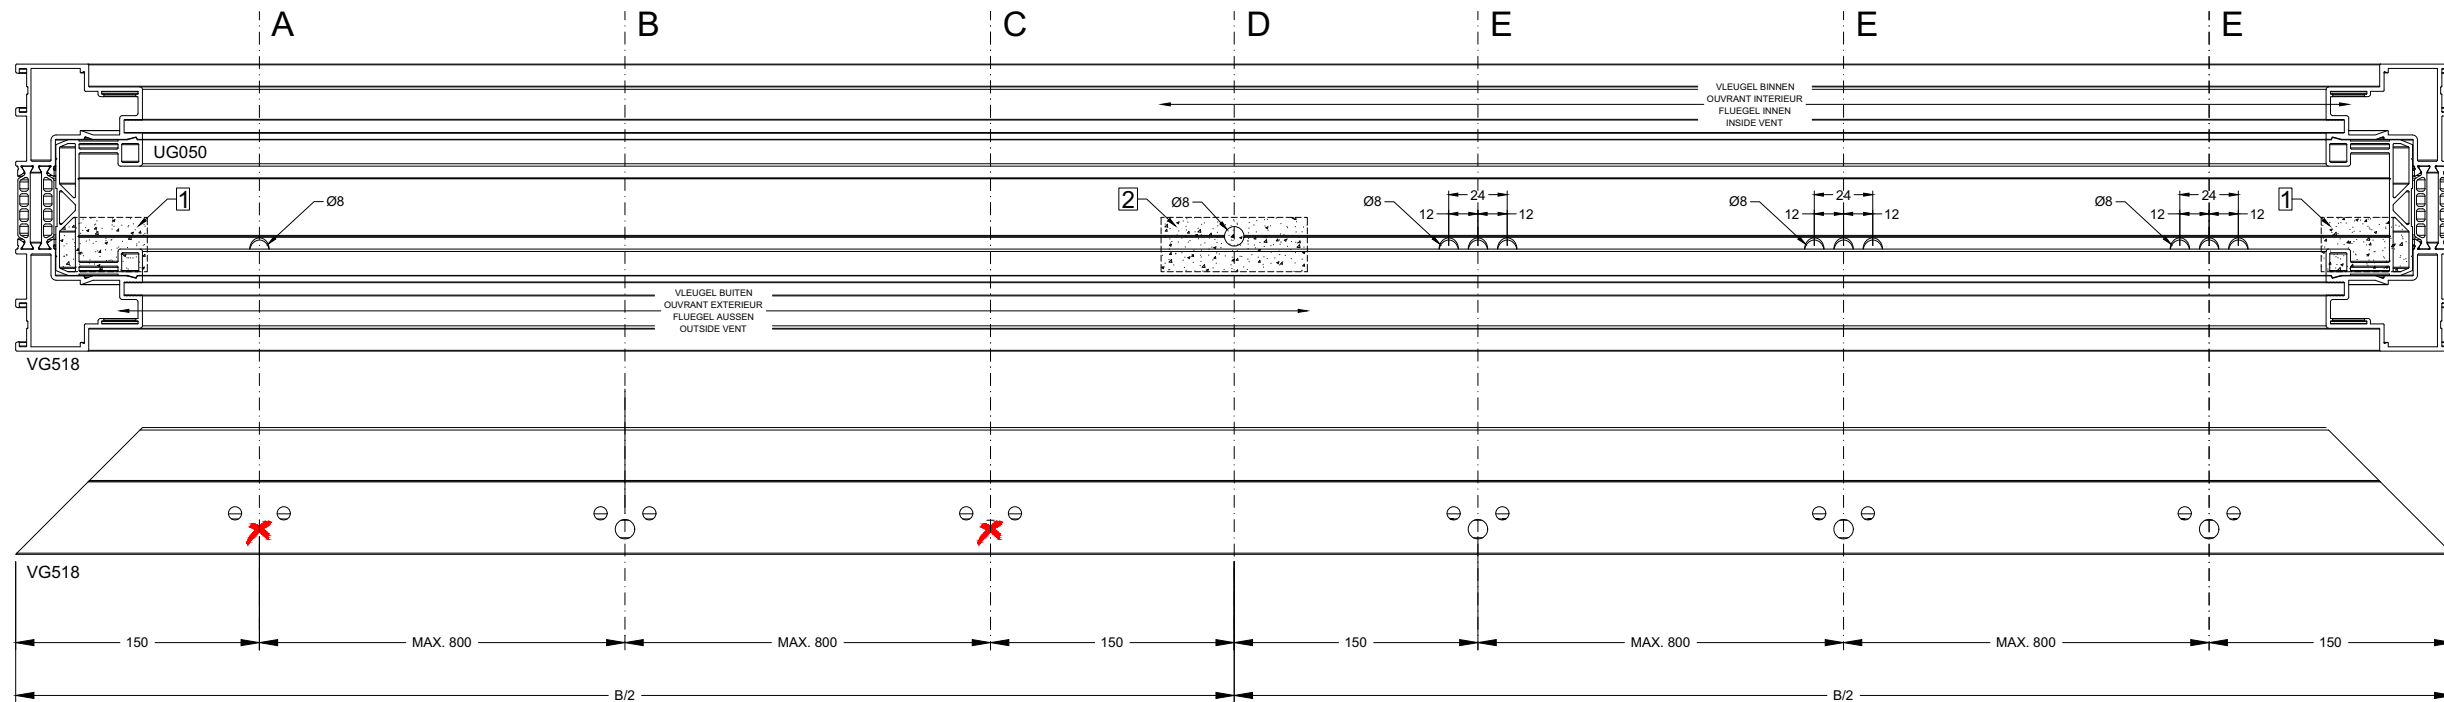 A B C D E E E
VLEUGEL BINNEN
OUVRANT INTERIEUR
FLUEGEL INNEN
INSIDE VENT
UG050
1 Ø8 2 Ø8 Ø8 24 Ø8 24 Ø8 24 1
12 12 12 12 12 12
VLEUGEL BUITEN
OUVRANT EXTERIEUR
FLUEGEL AUSSEN
OUTSIDE VENT
VG518
VG518
150 MAX. 800 MAX. 800 150 150 MAX. 800 MAX. 800 150
B/2 B/2